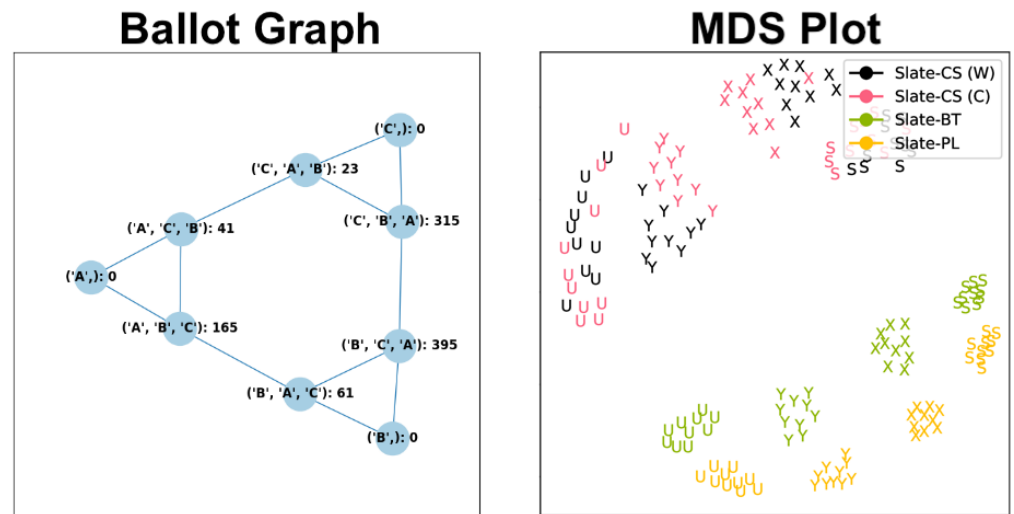 Ballot Graph
('C',): 0
('C', 'A', 'B'): 23
('C', 'B', 'A'): 315
('A', 'C', 'B'): 41
('A',): 0
('A', 'B', 'C'): 165
('B', 'C', 'A'): 395
('B', 'A', 'C'): 61
('B',): 0
MDS Plot
Slate-CS (W)
Slate-CS (C)
Slate-BT
Slate-PL